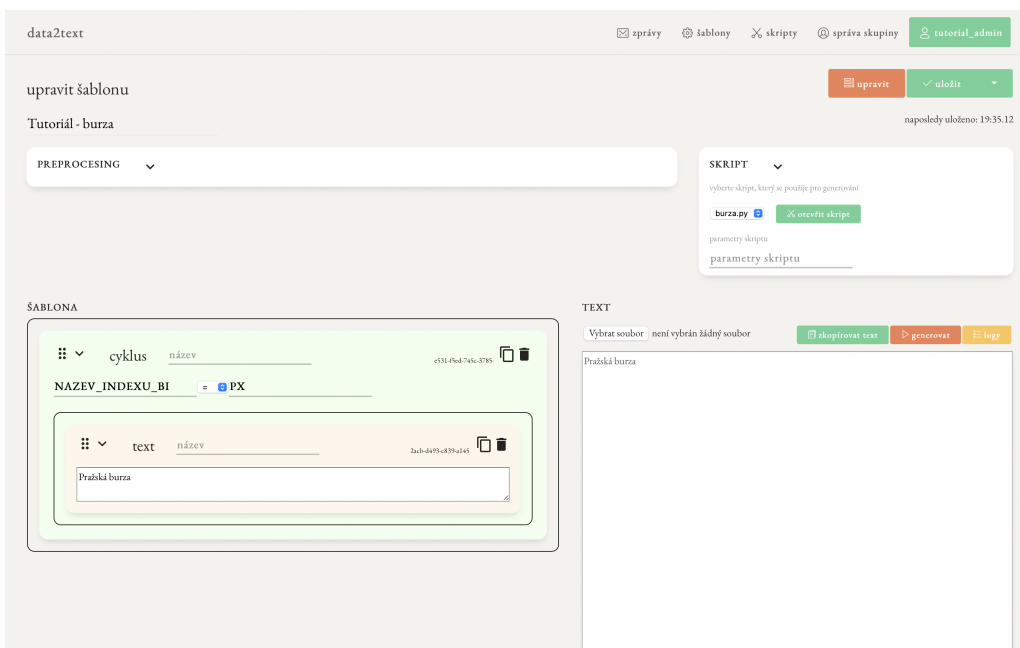 data2text
zprávy šablony skripty správa skupiny tutorial_admin
upravit šablonu
upravit uložit
Tutoriál - burza
naposledy uloženo: 19:35.12
PREPROCESING
SKRIPT
vyberte skript, který se použije pro generování
burza.py otevřít skript
parametry skriptu
parametry skriptu
ŠABLONA
cyklus název e531-f5ed-745c-3785
NAZEV_INDEXU_BI = PX
text název 2acb-d493-c839-a145
Pražská burza
TEXT
Vybrat soubor není vybrán žádný soubor zkopírovat text generovat logy
Pražská burza